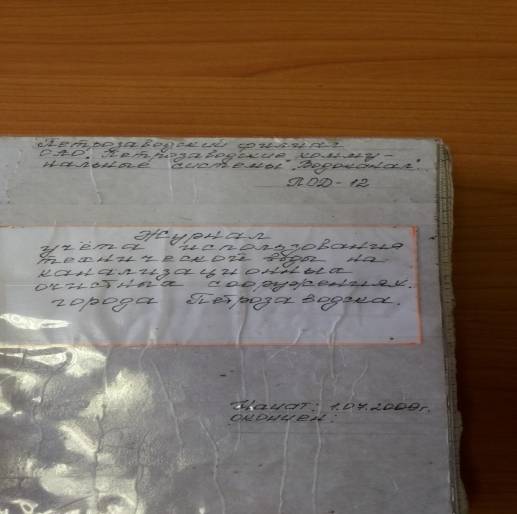 Петрозаводский филиал
ОАО "Петрозаводские комму-
нальные системы. Водоканал".
ПОД-12
Журнал
учёта использования
технической воды на
канализационных
очистных сооружениях.
города Петрозаводска.
Начат: 1.07.2009г.
окончен: